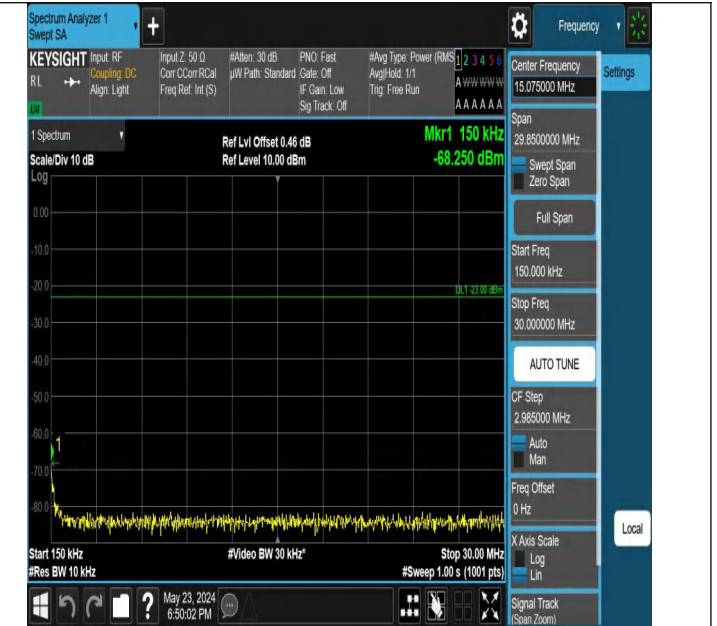 Spectrum Analyzer 1
Swept SA
Frequency
KEYSIGHT
RL
LXI
Input: RF
Coupling: DC
Align: Light
Input Z: 50 Ω
Corr CCorr RCal
Freq Ref: Int (S)
#Atten: 30 dB
µW Path: Standard
PNO: Fast
Gate: Off
IF Gain: Low
Sig Track: Off
#Avg Type: Power (RMS
Avg|Hold: 1/1
Trig: Free Run
1 2 3 4 5 6
A W W W W W
A A A A A A
1 Spectrum
Scale/Div 10 dB
Log
Ref Lvl Offset 0.46 dB
Ref Level 10.00 dBm
Mkr1 150 kHz
-68.250 dBm
0.00
-10.0
-20.0
-30.0
-40.0
-50.0
-60.0
-70.0
-80.0
DL1 -23.00 dBm
1
Start 150 kHz
#Res BW 10 kHz
#Video BW 30 kHz*
Stop 30.00 MHz
#Sweep 1.00 s (1001 pts)
Center Frequency
15.075000 MHz
Settings
Span
29.8500000 MHz
Swept Span
Zero Span
Full Span
Start Freq
150.000 kHz
Stop Freq
30.000000 MHz
AUTO TUNE
CF Step
2.985000 MHz
Auto
Man
Freq Offset
0 Hz
X Axis Scale
Log
Lin
Local
Signal Track
(Span Zoom)
?
May 23, 2024
6:50:02 PM